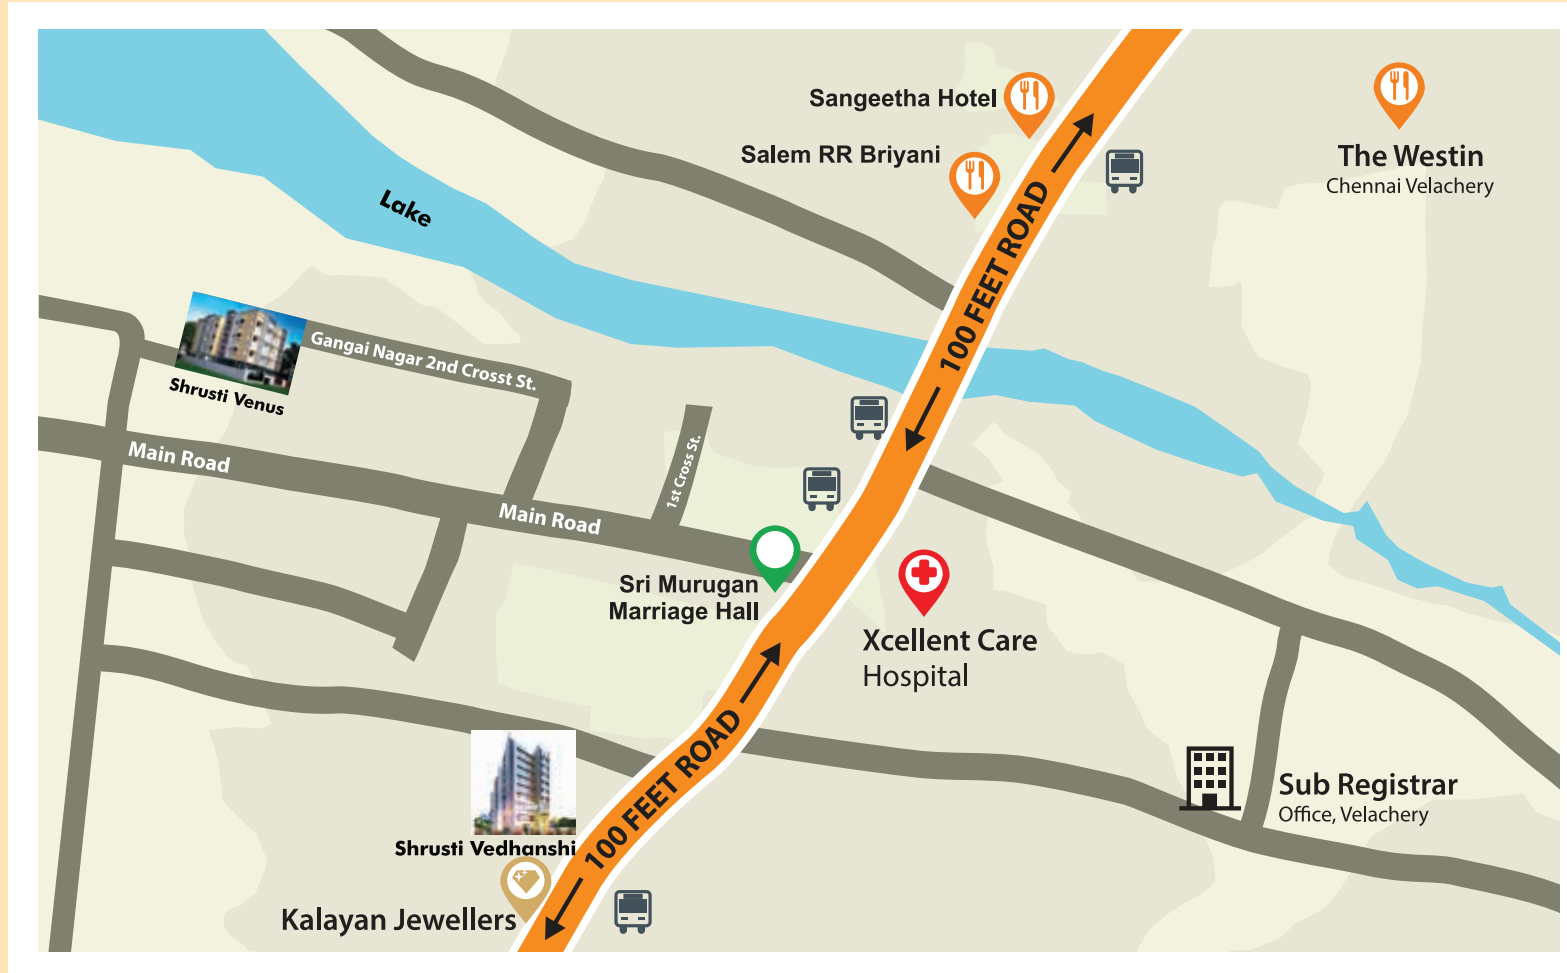 Sangeetha Hotel
Salem RR Briyani
The Westin
Chennai Velachery
Lake
100 FEET ROAD
Gangai Nagar 2nd Crosst St.
Shrusti Venus
Main Road
1st Cross St.
Main Road
Sri Murugan
Marriage Hall
Xcellent Care
Hospital
100 FEET ROAD
Sub Registrar
Office, Velachery
Shrusti Vedhanshi
Kalayan Jewellers